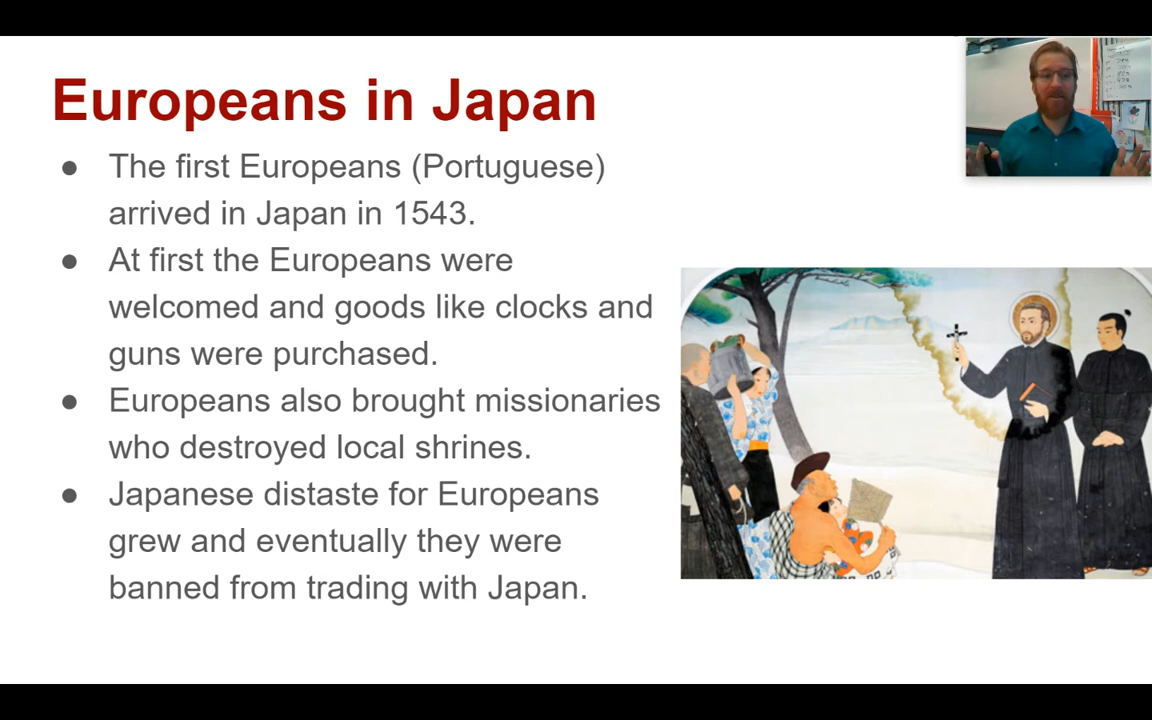 Europeans in Japan
● The first Europeans (Portuguese)
arrived in Japan in 1543.
● At first the Europeans were
welcomed and goods like clocks and
guns were purchased.
● Europeans also brought missionaries
who destroyed local shrines.
● Japanese distaste for Europeans
grew and eventually they were
banned from trading with Japan.